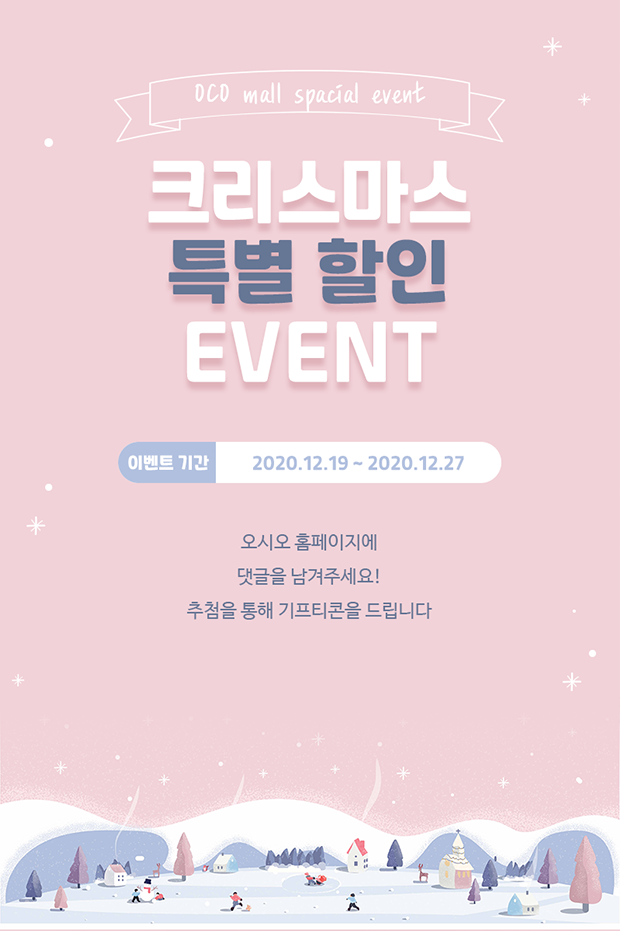 OCO mall spacial event
크리스마스
특별 할인
EVENT
이벤트 기간 2020.12.19 ~ 2020.12.27
오시오 홈페이지에
댓글을 남겨주세요!
추첨을 통해 기프티콘을 드립니다